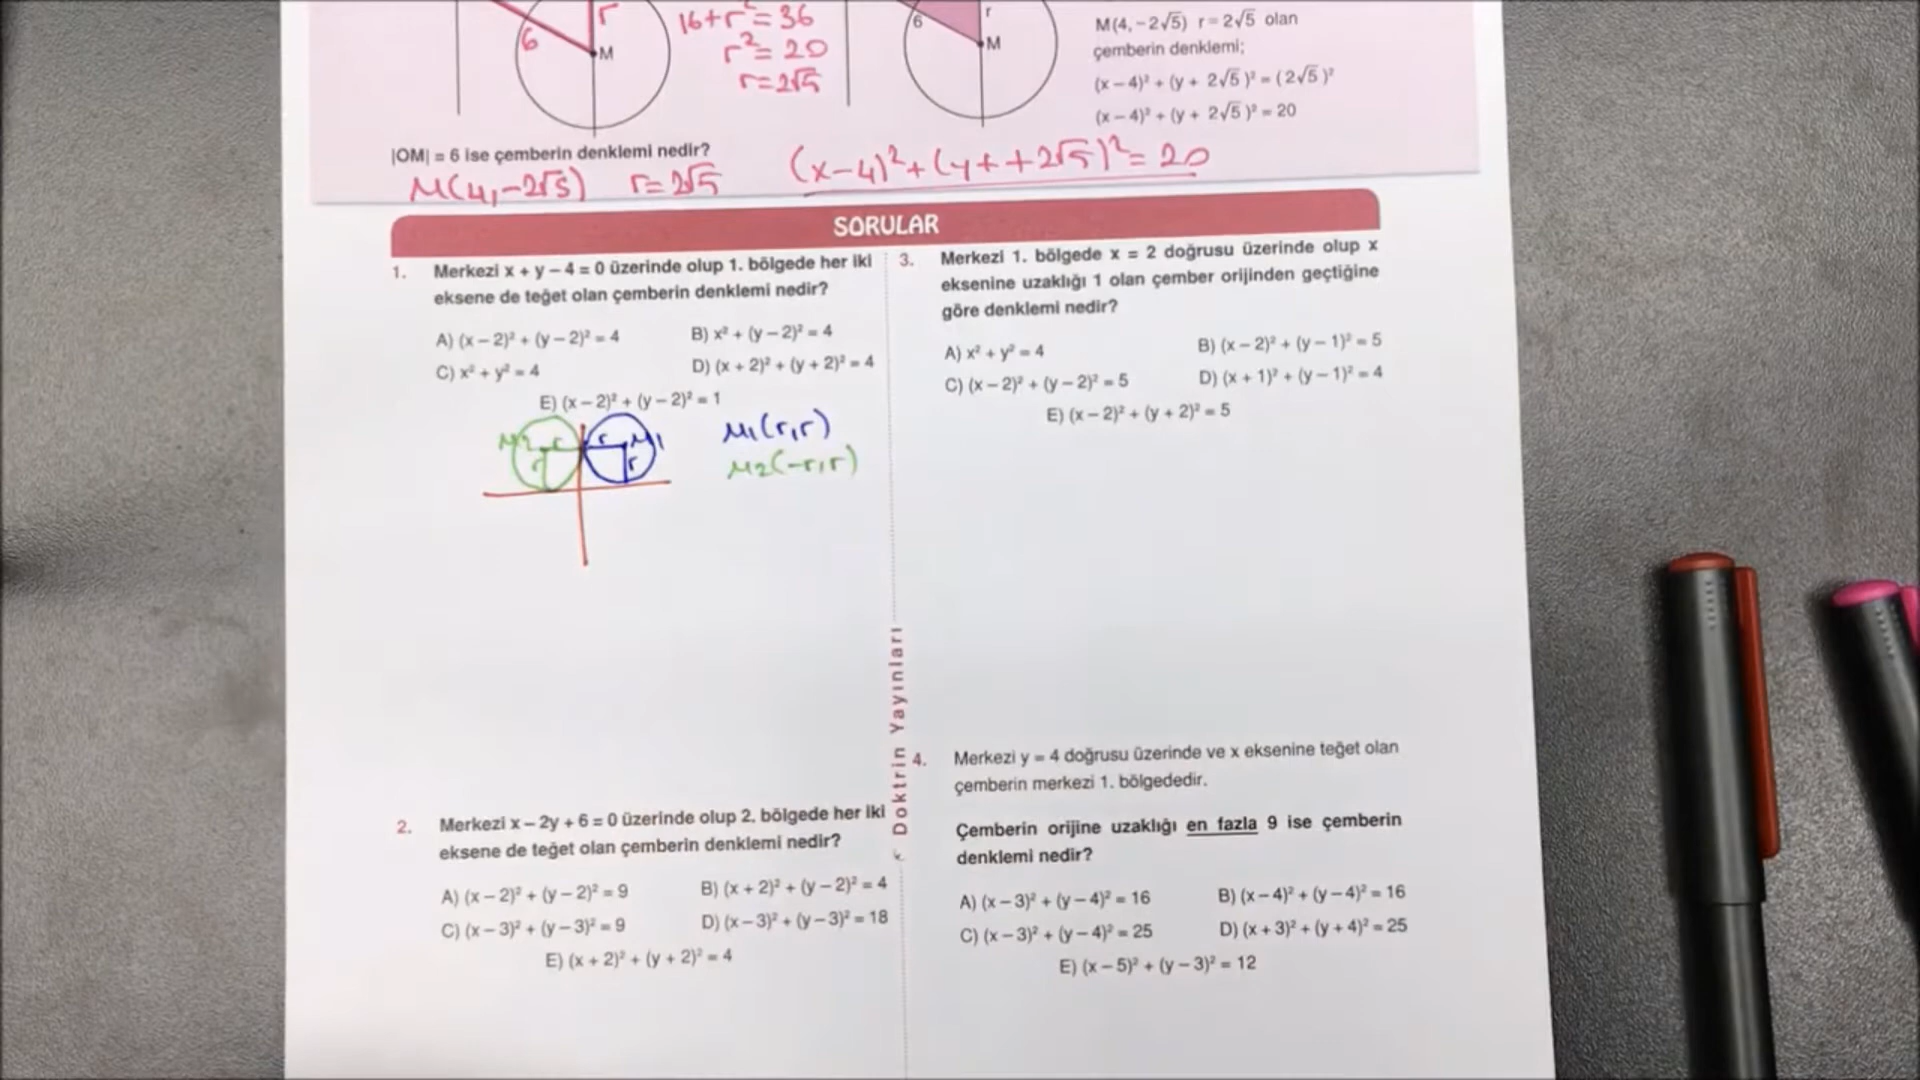 6
r
M
16+r²=36
r²=20
r=2√5
6
r
M
M(4,-2√5) r=2√5 olan
çemberin denklemi;
(x-4)² + (y + 2√5)² = (2√5)²
(x-4)² + (y + 2√5)² = 20
|OM| = 6 ise çemberin denklemi nedir?
M(4,-2√5) r=2√5 (x-4)²+(y++2√5)²=20
SORULAR
1. Merkezi x + y – 4 = 0 üzerinde olup 1. bölgede her iki
eksene de teğet olan çemberin denklemi nedir?
A) (x – 2)² + (y – 2)² = 4 B) x² + (y – 2)² = 4
C) x² + y² = 4 D) (x + 2)² + (y + 2)² = 4
E) (x – 2)² + (y – 2)² = 1
M2 r r M1
r r
M1(r,r)
M2(-r,r)
2. Merkezi x – 2y + 6 = 0 üzerinde olup 2. bölgede her iki
eksene de teğet olan çemberin denklemi nedir?
A) (x – 2)² + (y – 2)² = 9 B) (x + 2)² + (y – 2)² = 4
C) (x – 3)² + (y – 3)² = 9 D) (x – 3)² + (y – 3)² = 18
E) (x + 2)² + (y + 2)² = 4
Doktrin Yayınları
3. Merkezi 1. bölgede x = 2 doğrusu üzerinde olup x
eksenine uzaklığı 1 olan çember orijinden geçtiğine
göre denklemi nedir?
A) x² + y² = 4 B) (x – 2)² + (y – 1)² = 5
C) (x – 2)² + (y – 2)² = 5 D) (x + 1)² + (y – 1)² = 4
E) (x – 2)² + (y + 2)² = 5
4. Merkezi y = 4 doğrusu üzerinde ve x eksenine teğet olan
çemberin merkezi 1. bölgededir.
Çemberin orijine uzaklığı en fazla 9 ise çemberin
denklemi nedir?
A) (x – 3)² + (y – 4)² = 16 B) (x – 4)² + (y – 4)² = 16
C) (x – 3)² + (y – 4)² = 25 D) (x + 3)² + (y + 4)² = 25
E) (x – 5)² + (y – 3)² = 12